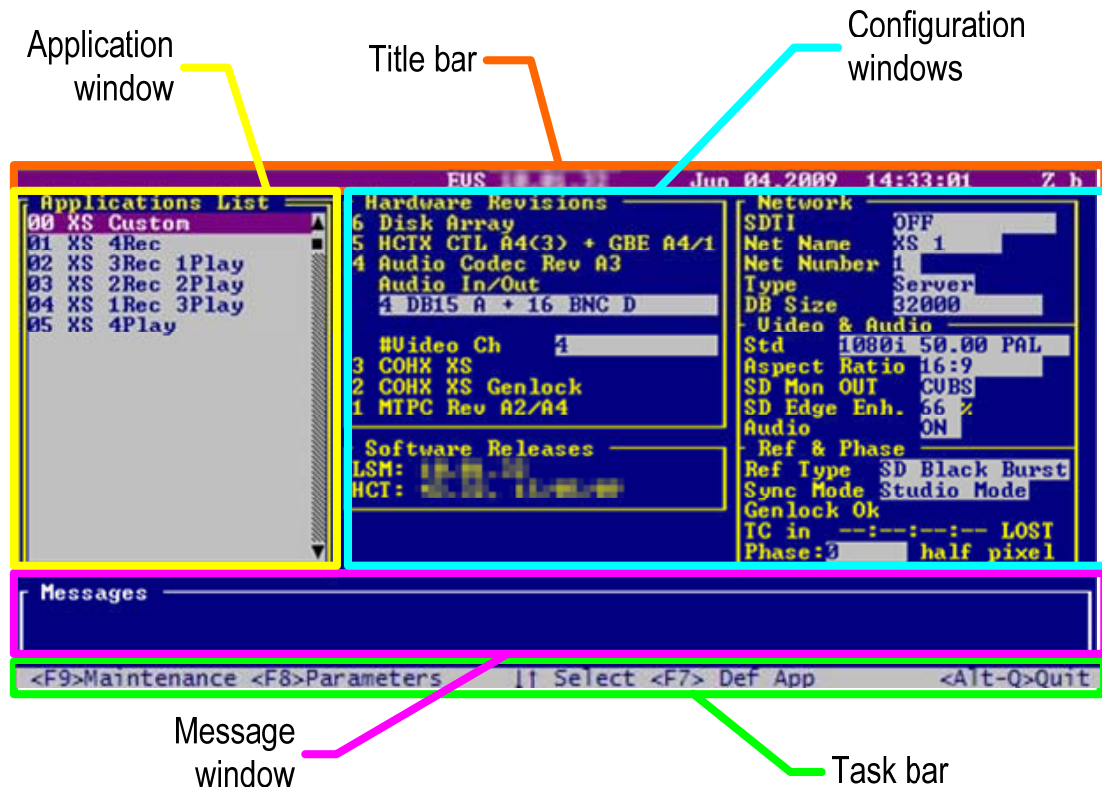 Application
window
Title bar
Configuration
windows
EVS Jun 04,2009 14:33:01 Z b
Applications List
00 XS Custom
01 XS 4Rec
02 XS 3Rec 1Play
03 XS 2Rec 2Play
04 XS 1Rec 3Play
05 XS 4Play
Hardware Revisions
6 Disk Array
5 HCTX CTL A4(3) + GBE A4/1
4 Audio Codec Rev A3
Audio In/Out
4 DB15 A + 16 BNC D
#Video Ch 4
3 COHX XS
2 COHX XS Genlock
1 MTPC Rev A2/A4
Software Releases
LSM:
HCT:
Network
SDTI OFF
Net Name XS 1
Net Number 1
Type Server
DB Size 32000
Video & Audio
Std 1080i 50.00 PAL
Aspect Ratio 16:9
SD Mon OUT CVBS
SD Edge Enh. 66 %
Audio ON
Ref & Phase
Ref Type SD Black Burst
Sync Mode Studio Mode
Genlock Ok
TC in --:--:--:-- LOST
Phase:0 half pixel
Messages
<F9>Maintenance <F8>Parameters ↓↑ Select <F7> Def App <Alt-Q>Quit
Message
window
Task bar